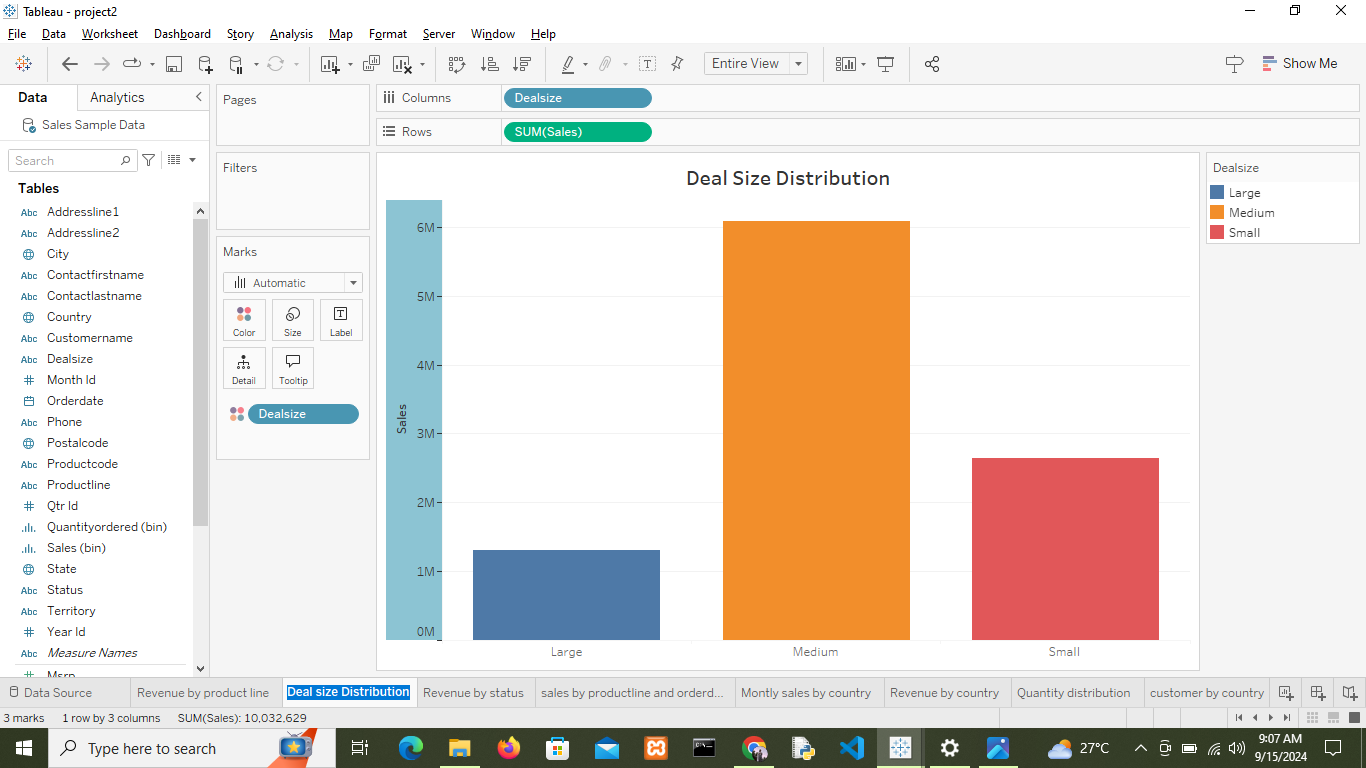 Tableau - project2
File Data Worksheet Dashboard Story Analysis Map Format Server Window Help
Entire View
Show Me
Data Analytics
Sales Sample Data
Search
Tables
Abc Addressline1
Abc Addressline2
City
Abc Contactfirstname
Abc Contactlastname
Country
Abc Customername
Abc Dealsize
Month Id
Orderdate
Abc Phone
Postalcode
Abc Productcode
Abc Productline
Qtr Id
Quantityordered (bin)
Sales (bin)
State
Abc Status
Abc Territory
Year Id
Abc Measure Names
Msrp
Pages
Filters
Marks
Automatic
Color Size Label
Detail Tooltip
Dealsize
Columns Dealsize
Rows SUM(Sales)
Deal Size Distribution
6M
5M
4M
3M
2M
1M
0M
Sales
Large Medium Small
Dealsize
Large
Medium
Small
Data Source Revenue by product line Deal size Distribution Revenue by status sales by productline and orderd... Montly sales by country Revenue by country Quantity distribution customer by country
3 marks 1 row by 3 columns SUM(Sales): 10,032,629
Type here to search
27°C
9:07 AM
9/15/2024